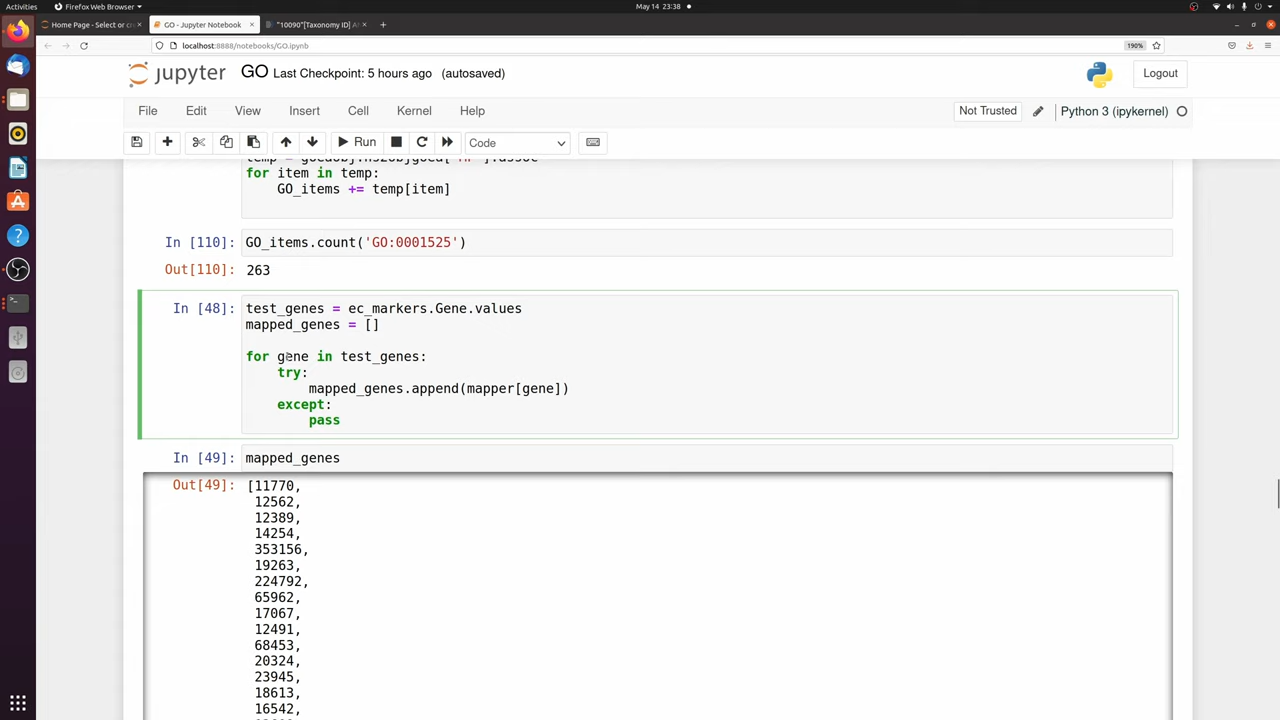 Activities
Firefox Web Browser
May 14 23:38
Home Page - Select or cr
GO - Jupyter Notebook
"10090"[Taxonomy ID] A
localhost:8888/notebooks/GO.ipynb
190%
jupyter GO Last Checkpoint: 5 hours ago (autosaved)
Logout
File Edit View Insert Cell Kernel Help
Not Trusted
Python 3 (ipykernel)
Run
Code
for item in temp:
GO_items += temp[item]
In [110]: GO_items.count('GO:0001525')
Out[110]: 263
In [48]: test_genes = ec_markers.Gene.values
mapped_genes = []
for gene in test_genes:
try:
mapped_genes.append(mapper[gene])
except:
pass
In [49]: mapped_genes
Out[49]: [11770,
12562,
12389,
14254,
353156,
19263,
224792,
65962,
17067,
12491,
68453,
20324,
23945,
18613,
16542,